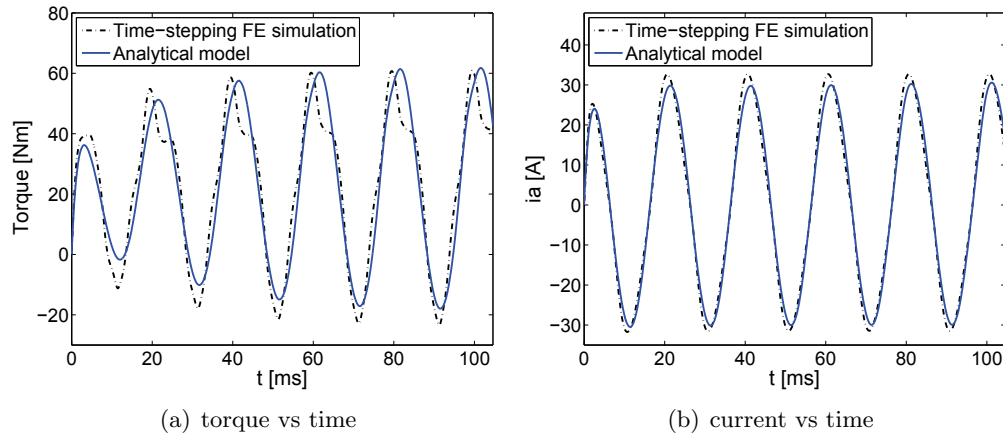 Time−stepping FE simulation
Analytical model
80
60
40
20
0
−20
Torque [Nm]
0 20 40 60 80 100
t [ms]
(a) torque vs time
Time−stepping FE simulation
Analytical model
40
30
20
10
0
−10
−20
−30
ia [A]
0 20 40 60 80 100
t [ms]
(b) current vs time